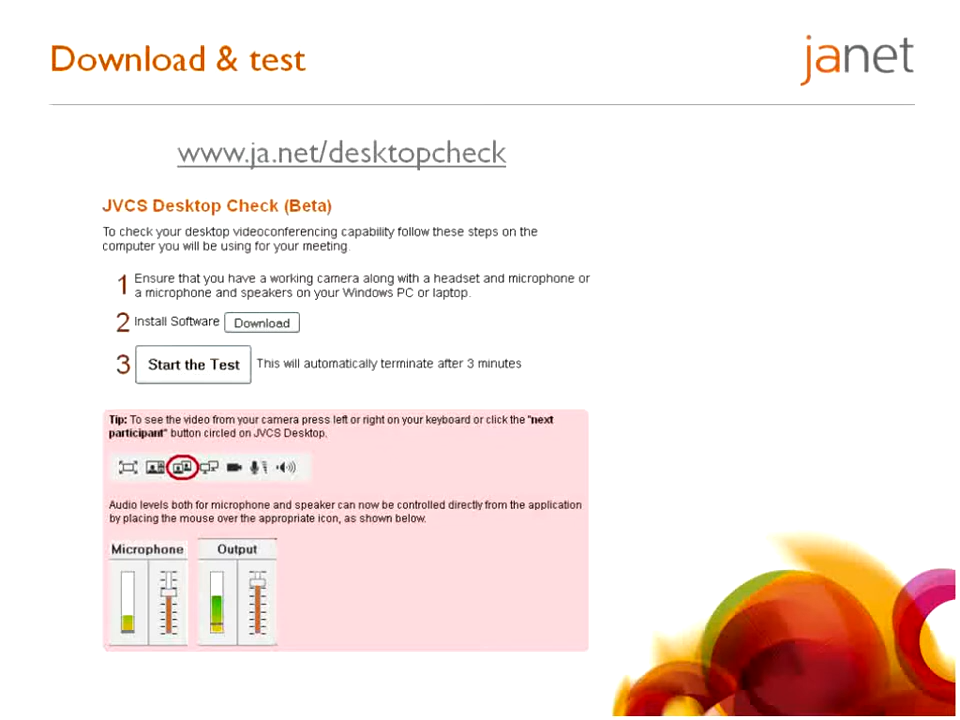 Download & test
janet
www.ja.net/desktopcheck
JVCS Desktop Check (Beta)
To check your desktop videoconferencing capability follow these steps on the
computer you will be using for your meeting.
1 Ensure that you have a working camera along with a headset and microphone or
a microphone and speakers on your Windows PC or laptop.
2 Install Software Download
3 Start the Test This will automatically terminate after 3 minutes
Tip: To see the video from your camera press left or right on your keyboard or click the "next
participant" button circled on JVCS Desktop.
Audio levels both for microphone and speaker can now be controlled directly from the application
by placing the mouse over the appropriate icon, as shown below.
Microphone Output